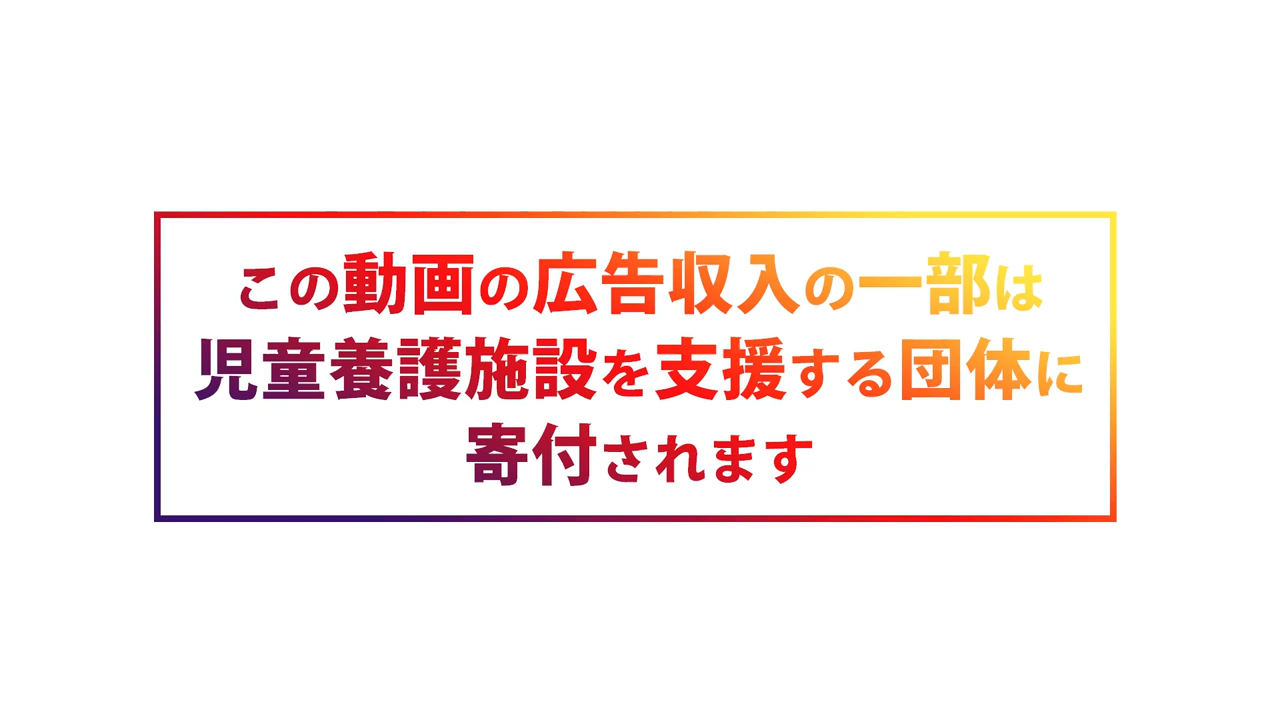 この動画の広告収入の一部は
児童養護施設を支援する団体に
寄付されます